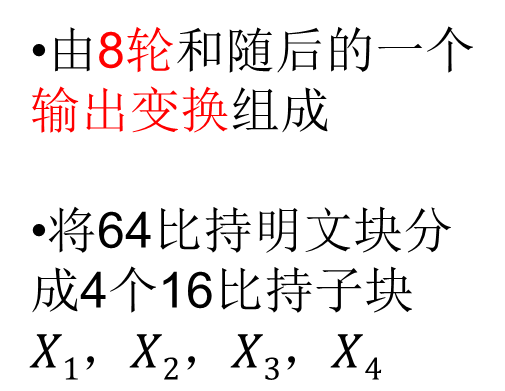 •由8轮和随后的一个
输出变换组成
•将64比持明文块分
成4个16比持子块
X₁，X₂，X₃，X₄